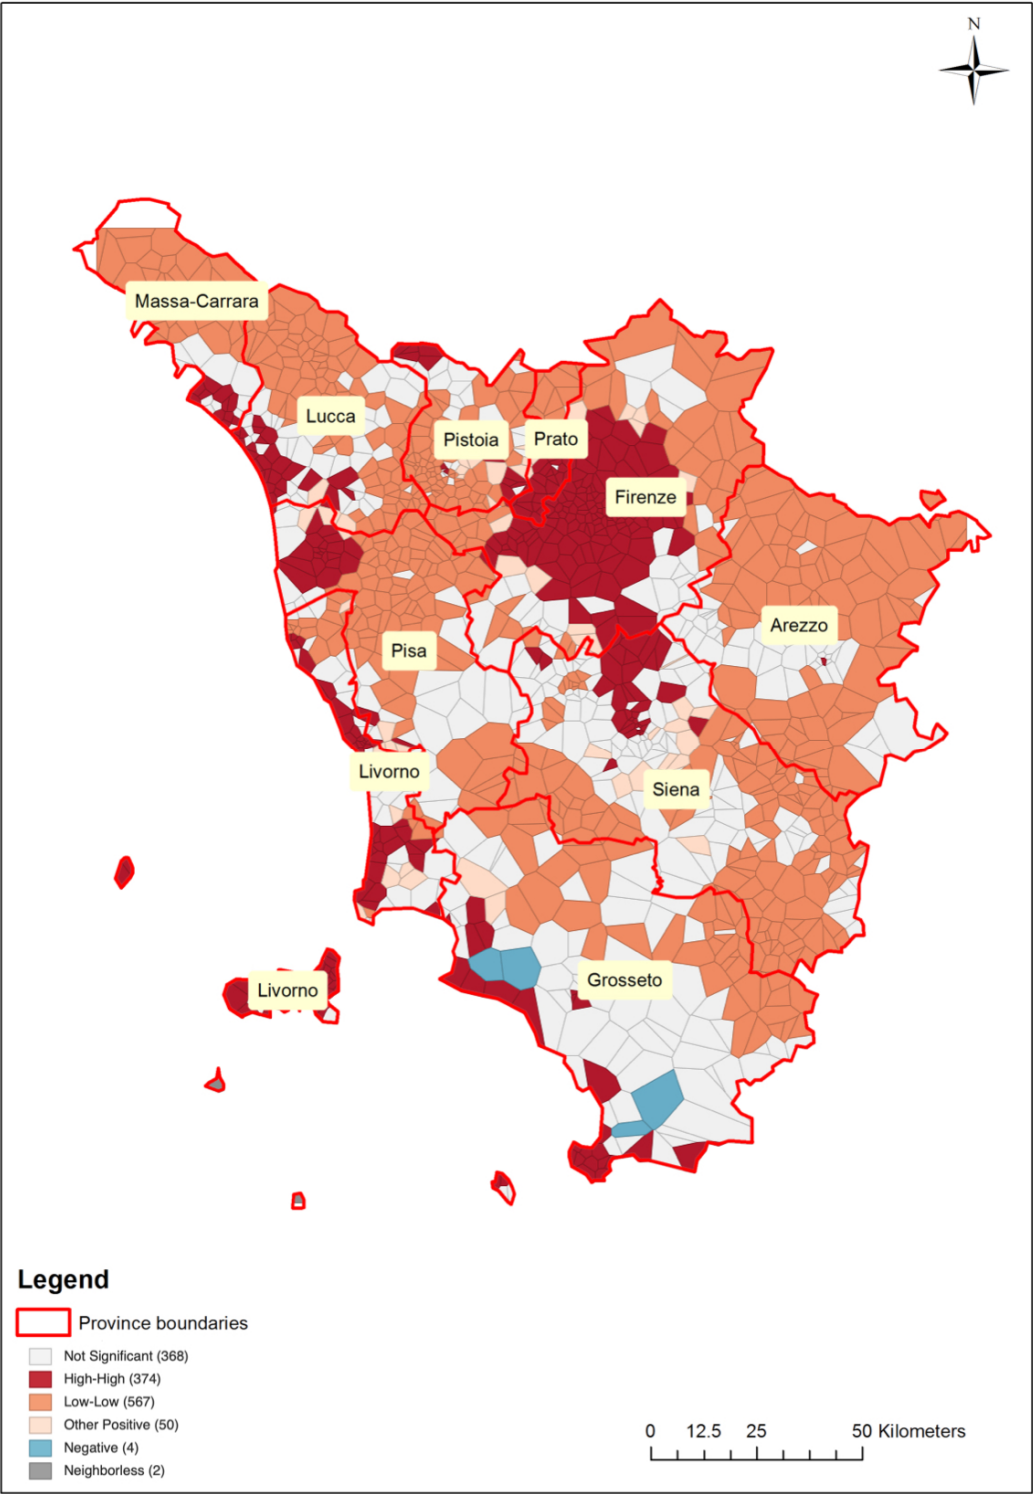 N
Massa-Carrara
Lucca
Pistoia
Prato
Firenze
Arezzo
Pisa
Livorno
Siena
Grosseto
Livorno
Legend
Province boundaries
Not Significant (368)
High-High (374)
Low-Low (567)
Other Positive (50)
Negative (4)
Neighborless (2)
0 12.5 25 50 Kilometers